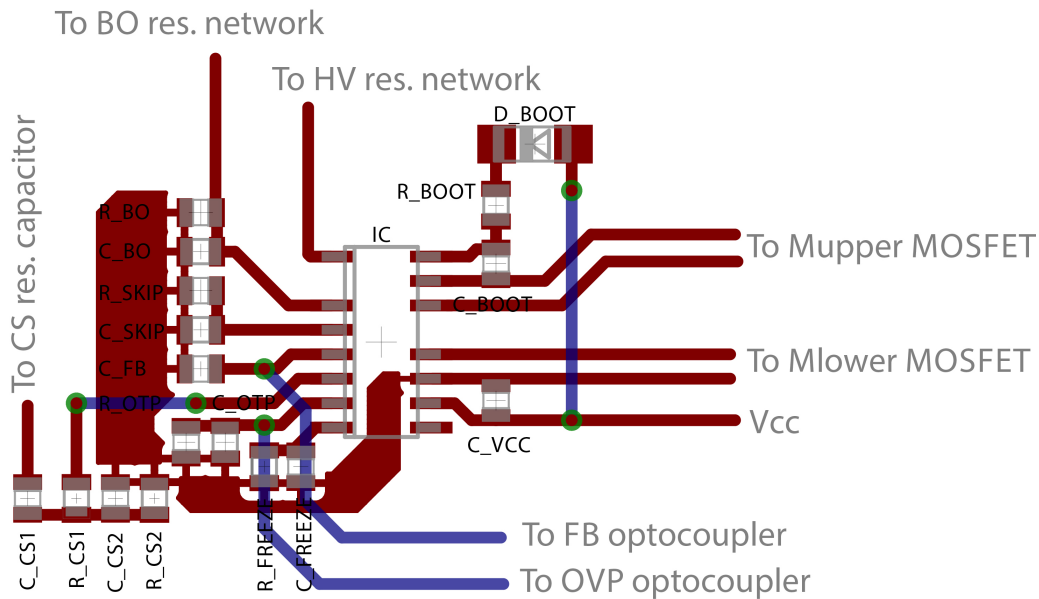 To BO res. network
To HV res. network
To CS res. capacitor
D_BOOT
R_BOOT
R_BO
IC
To Mupper MOSFET
C_BO
R_SKIP
C_BOOT
C_SKIP
To Mlower MOSFET
C_FB
R_OTP
C_OTP
Vcc
C_VCC
C_CS1
R_CS1
C_CS2
R_CS2
R_FREEZE
C_FREEZE
To FB optocoupler
To OVP optocoupler